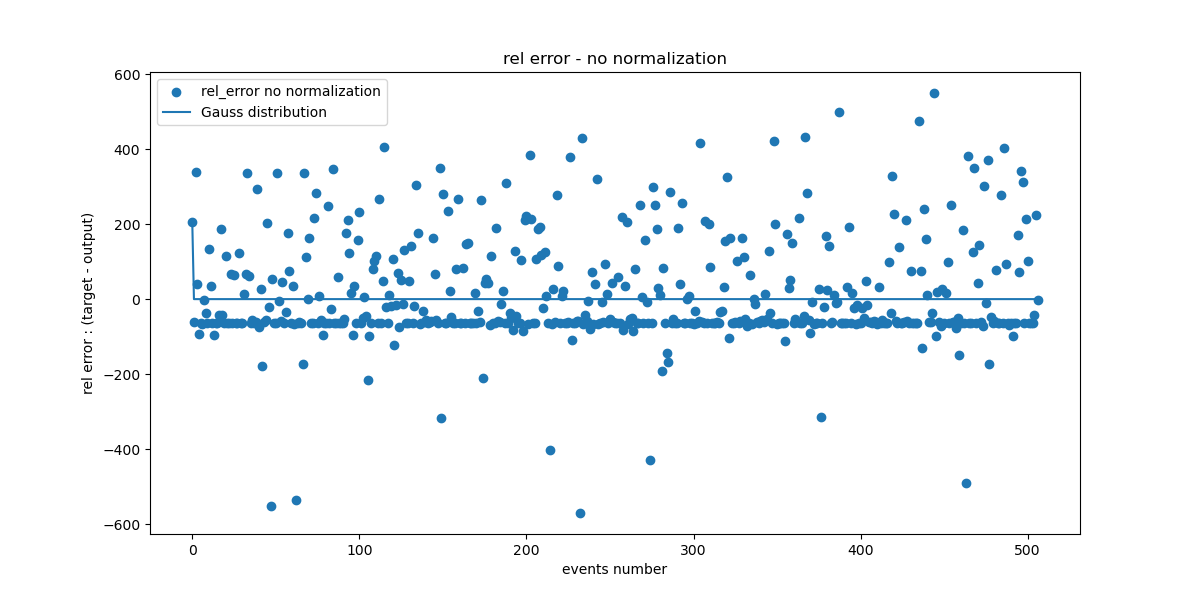 rel error - no normalization
rel_error no normalization
Gauss distribution
rel error : (target - output)
600
400
200
0
−200
−400
−600
0 100 200 300 400 500
events number